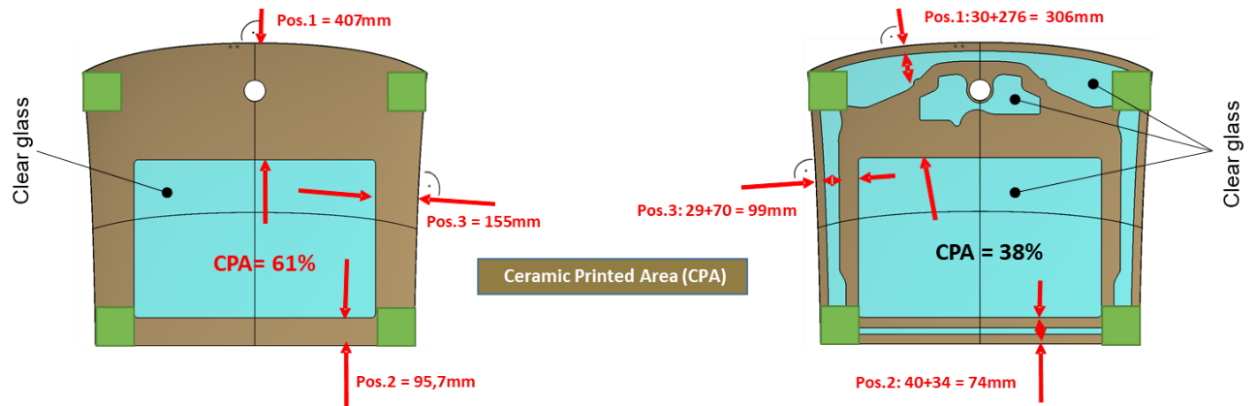 Pos.1 = 407mm
Clear glass
CPA= 61%
Pos.3 = 155mm
Pos.2 = 95,7mm
Ceramic Printed Area (CPA)
Pos.1:30+276 = 306mm
Pos.3: 29+70 = 99mm
CPA = 38%
Clear glass
Pos.2: 40+34 = 74mm